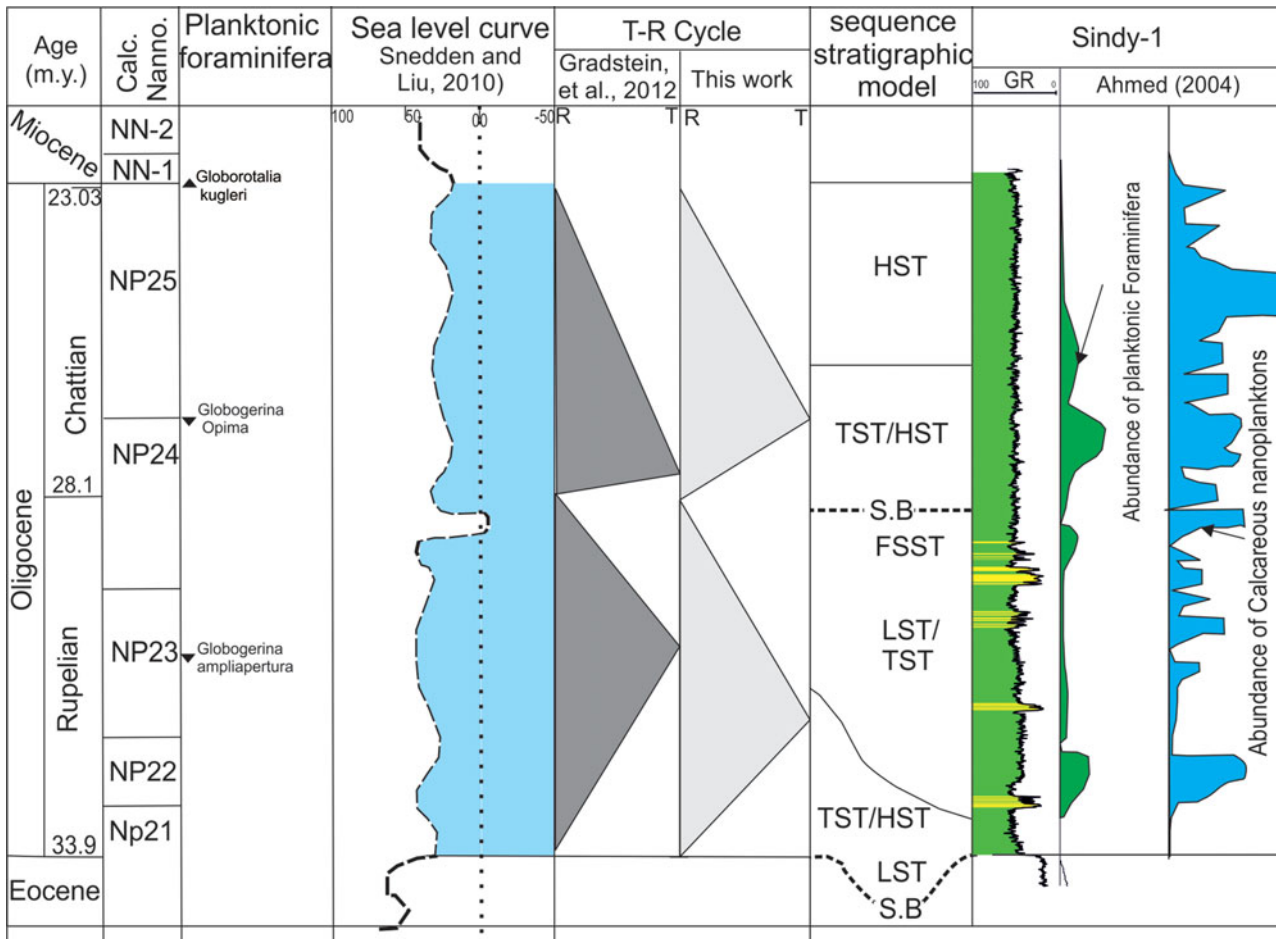 Age
(m.y.)
Calc.
Nanno.
Planktonic
foraminifera
Sea level curve
Snedden and
Liu, 2010)
T-R Cycle
Gradstein,
et al., 2012
This work
sequence
stratigraphic
model
Sindy-1
100 GR 0
Ahmed (2004)
100 50 00 -50
R T
R T
Miocene
NN-2
NN-1
Globorotalia
kugleri
23.03
Oligocene
Chattian
NP25
HST
Globogerina
Opima
NP24
TST/HST
28.1
S.B
FSST
Rupelian
NP23
Globogerina
ampliapertura
LST/
TST
NP22
Np21
TST/HST
33.9
Eocene
LST
S.B
Abundance of planktonic Foraminifera
Abundance of Calcareous nanoplanktons